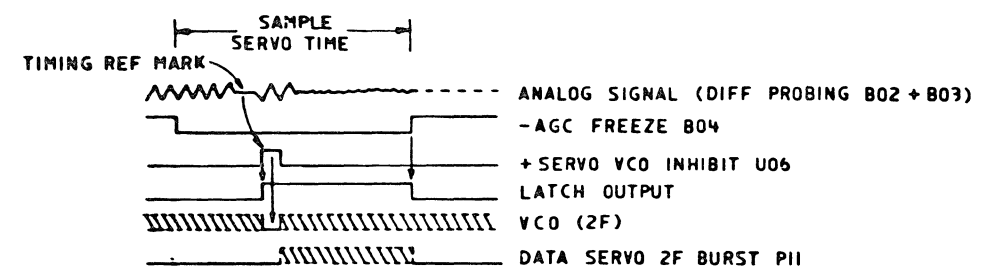 SAMPLE
SERVO TIME
TIMING REF MARK
ANALOG SIGNAL (DIFF PROBING B02 + B03)
-AGC FREEZE B04
+SERVO VCO INHIBIT U06
LATCH OUTPUT
VCO (2F)
DATA SERVO 2F BURST P11